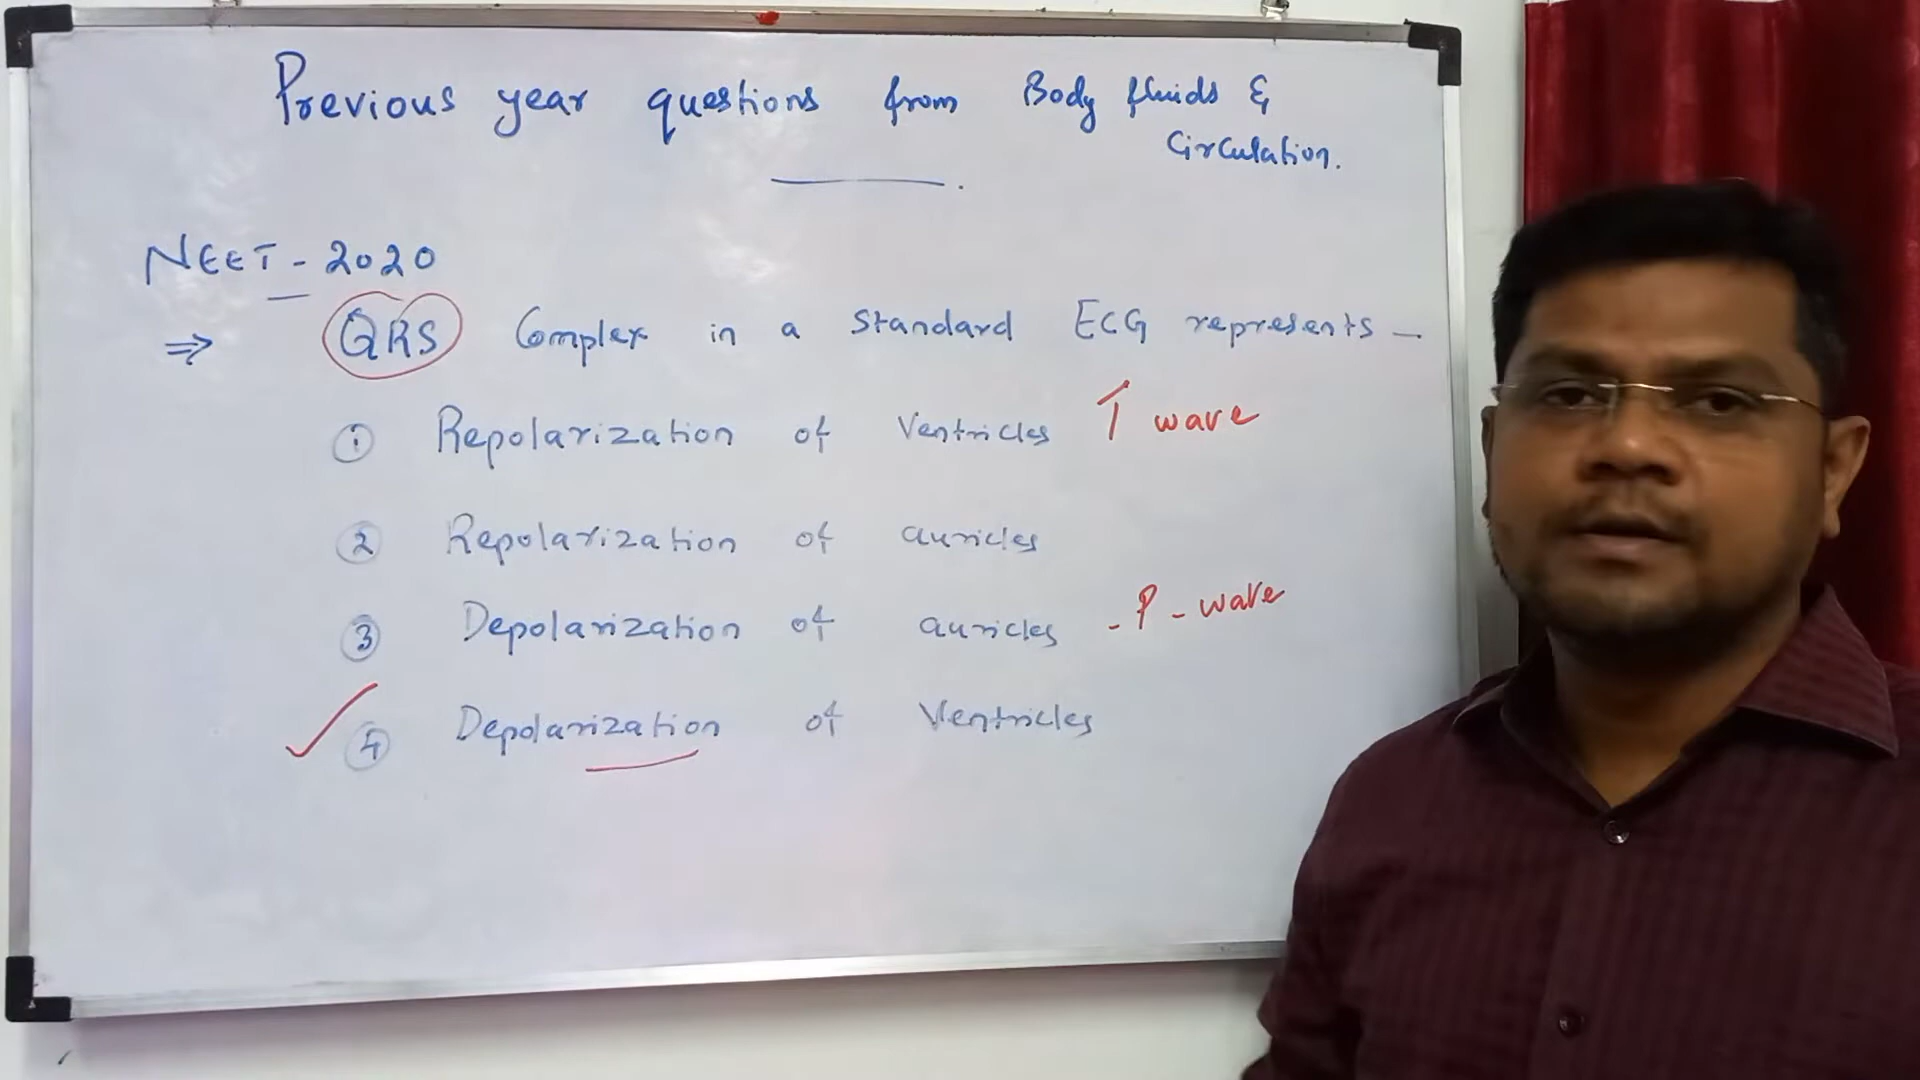 Previous year questions from Body fluids &
Circulation.
NEET - 2020
⇒ QRS Complex in a standard ECG represents -
① Repolarization of Ventricles T wave
② Repolarization of auricles
③ Depolarization of auricles - P - wave
✓ ④ Depolarization of Ventricles